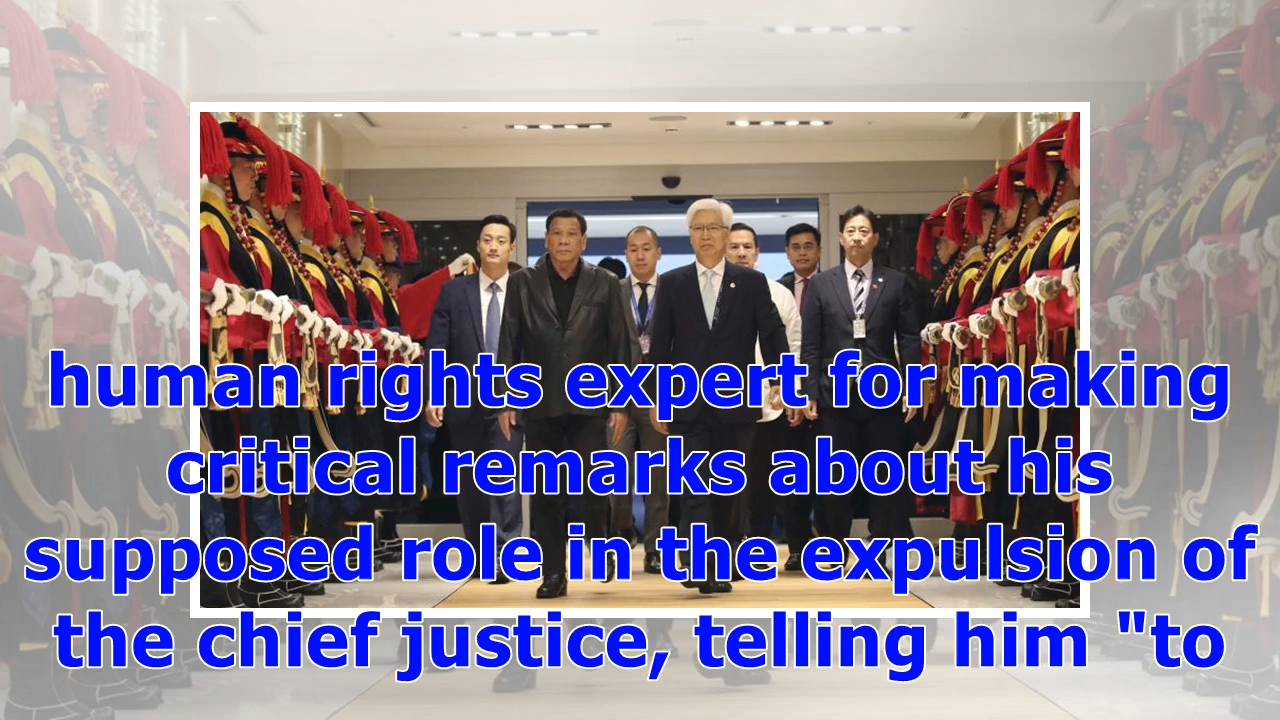 human rights expert for making
critical remarks about his
supposed role in the expulsion of
the chief justice, telling him "to